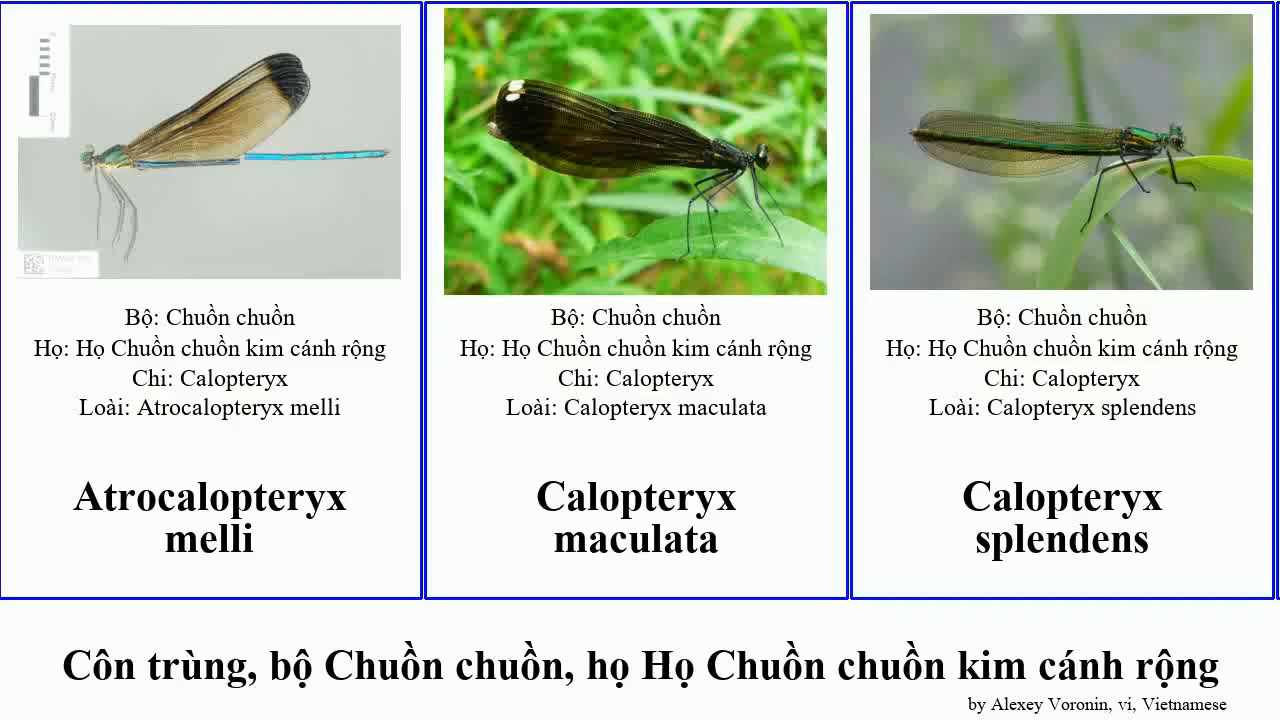 Bộ: Chuồn chuồn
Họ: Họ Chuồn chuồn kim cánh rộng
Chi: Calopteryx
Loài: Atrocalopteryx melli
Atrocalopteryx
melli
Bộ: Chuồn chuồn
Họ: Họ Chuồn chuồn kim cánh rộng
Chi: Calopteryx
Loài: Calopteryx maculata
Calopteryx
maculata
Bộ: Chuồn chuồn
Họ: Họ Chuồn chuồn kim cánh rộng
Chi: Calopteryx
Loài: Calopteryx splendens
Calopteryx
splendens
Côn trùng, bộ Chuồn chuồn, họ Họ Chuồn chuồn kim cánh rộng
by Alexey Voronin, vi, Vietnamese